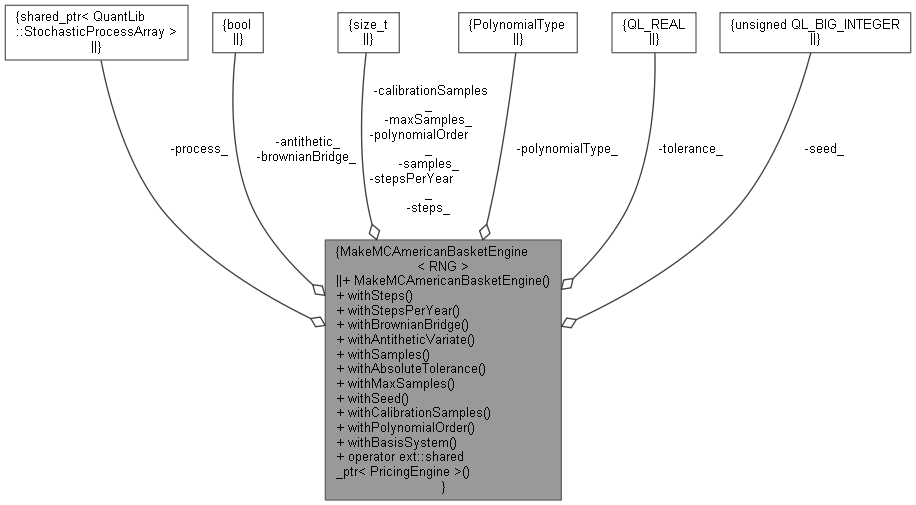 {shared_ptr< QuantLib
::StochasticProcessArray >
||}
{bool
||}
{size_t
||}
{PolynomialType
||}
{QL_REAL
||}
{unsigned QL_BIG_INTEGER
||}
-process_
-antithetic_
-brownianBridge_
-calibrationSamples
_
-maxSamples_
-polynomialOrder
_
-samples_
-stepsPerYear
_
-steps_
-polynomialType_
-tolerance_
-seed_
{MakeMCAmericanBasketEngine
< RNG >
||+ MakeMCAmericanBasketEngine()
+ withSteps()
+ withStepsPerYear()
+ withBrownianBridge()
+ withAntitheticVariate()
+ withSamples()
+ withAbsoluteTolerance()
+ withMaxSamples()
+ withSeed()
+ withCalibrationSamples()
+ withPolynomialOrder()
+ withBasisSystem()
+ operator ext::shared
_ptr< PricingEngine >()
}